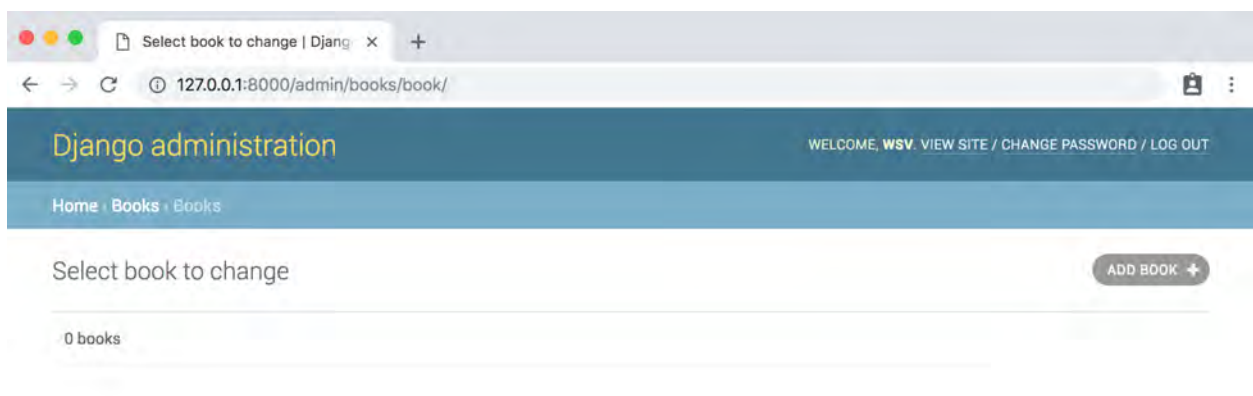 Select book to change | Djang
127.0.0.1:8000/admin/books/book/
Django administration
WELCOME, WSV. VIEW SITE / CHANGE PASSWORD / LOG OUT
Home › Books › Books
Select book to change
ADD BOOK
0 books